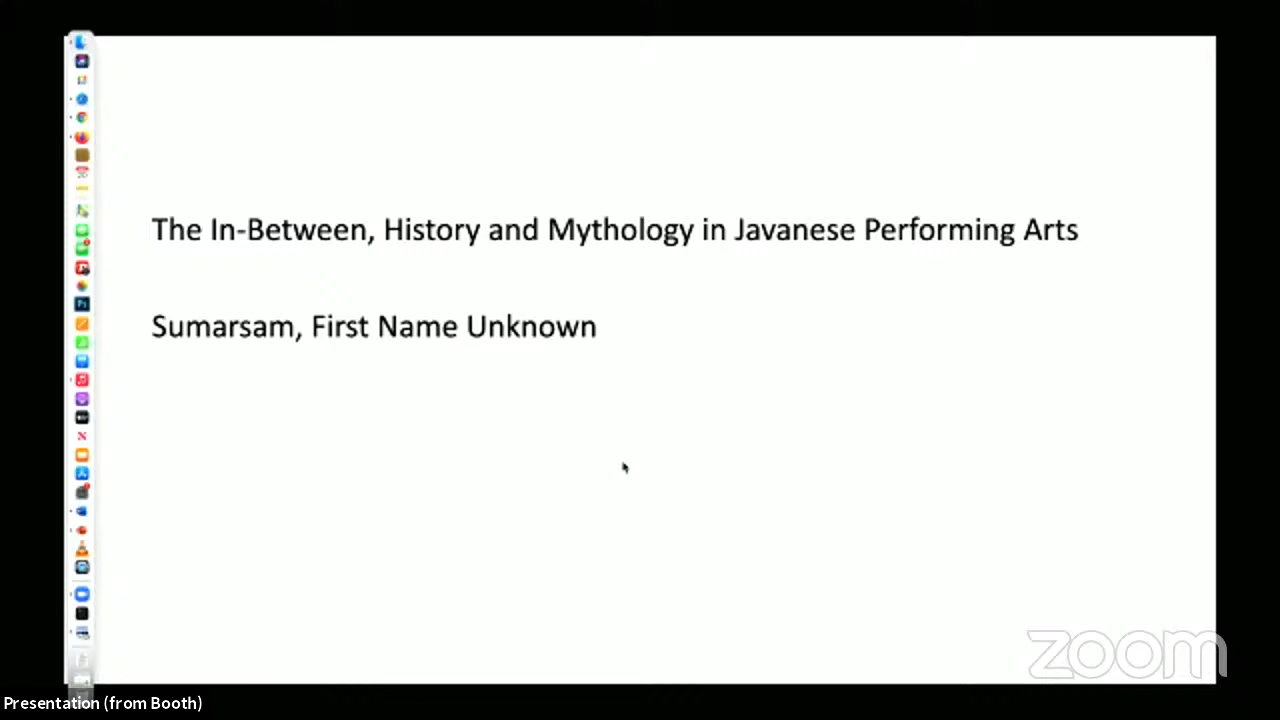 The In-Between, History and Mythology in Javanese Performing Arts
Sumarsam, First Name Unknown
zoom
Presentation (from Booth)